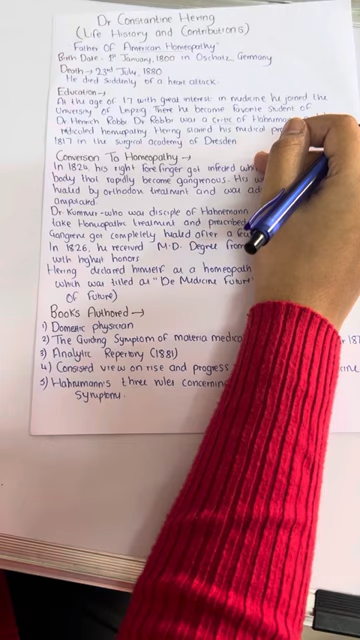 Dr Constantine Hering
(Life History and Contributions)
Father Of American Homeopathy
Birth Date - 1st January, 1800 in Oschatz, Germany
Death → 23rd July, 1880
He died suddenly of a heart attack.
Education -
At the age of 17 with great interest in medicine he joined the
University of Leipzig There he become favorite student of
Dr Henrich Robbi Dr Robbi was a critic of Hahnemann
rediculed homeopathy Hering started his medical
1817 in the surgical academy of Dresden
Conversion To Homeopathy -
In 1824, his right forefinger got infected
body that rapidly become gangrenous. His
healed by orthodox treatment and was
amputated.
Dr. Kummer - who was disciple of Hahnemann
take Homeopathic treatment and prescribed
Gangrene got completely healed after a
In 1826, he received M.D. Degree from
with highest honors
Hering declared himself as a homeopath
which was titled as "De Medicine Future"
of future)
Books Authored →
1) Domestic physician
2) The Guiding Symptom of materia medica
3) Analytic Repertory (1881)
4) Consised view on rise and progress
5) Hahnumann's three rules concerning
Symptoms.